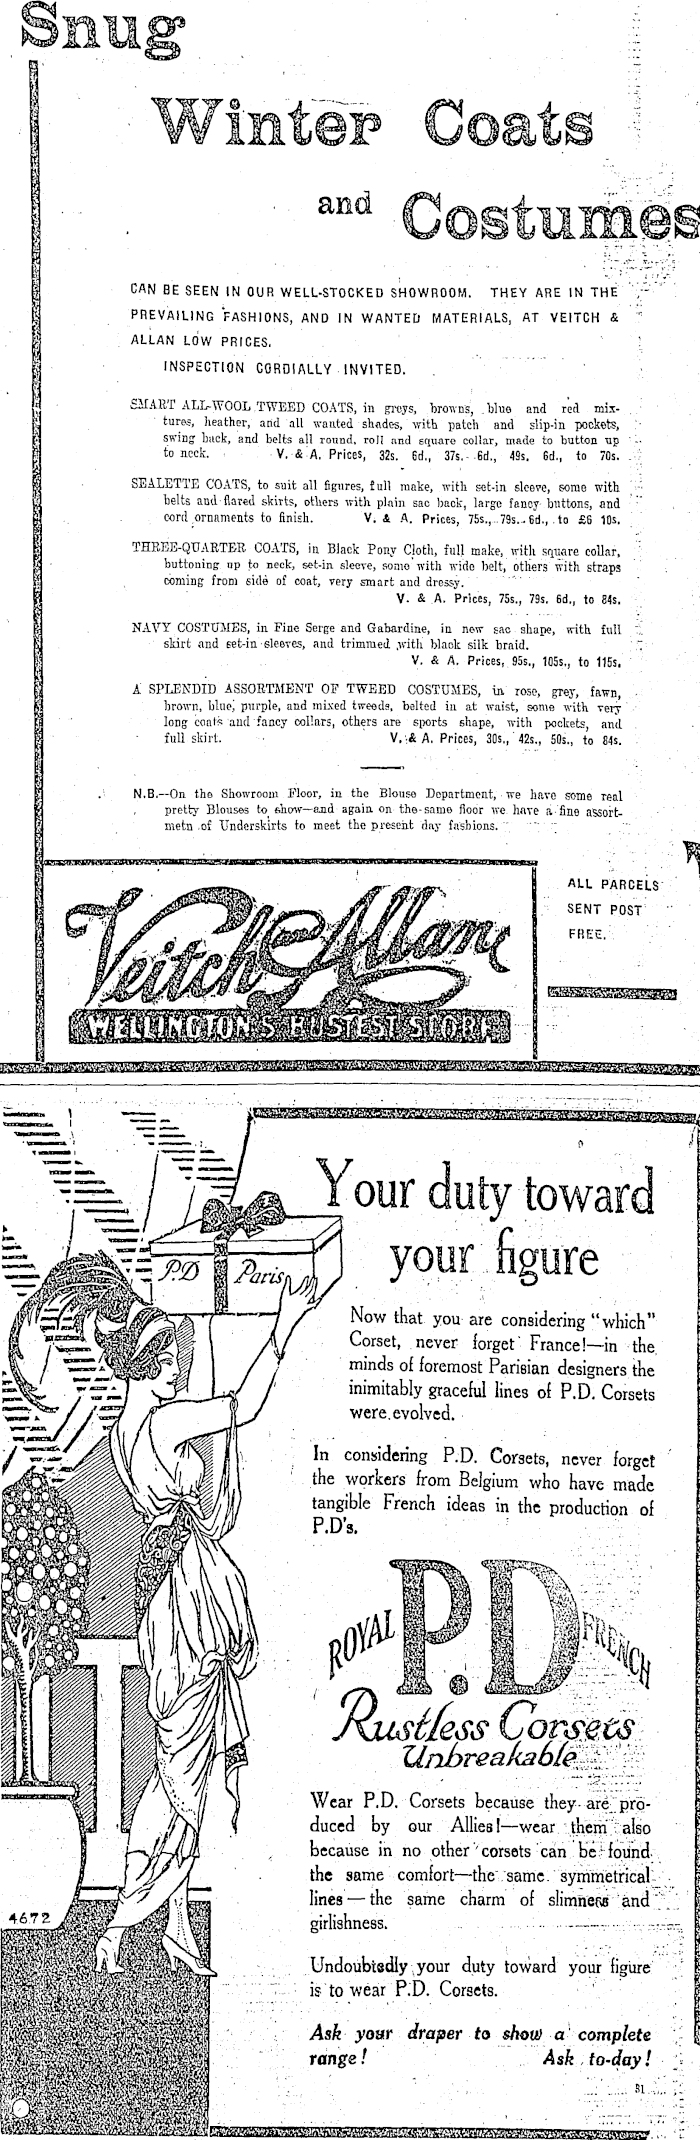 Snug
Winter Coats
and Costumes
CAN BE SEEN IN OUR WELL-STOCKED SHOWROOM. THEY ARE IN THE
PREVAILING FASHIONS, AND IN WANTED MATERIALS, AT VEITCH &
ALLAN LOW PRICES.
INSPECTION CORDIALLY INVITED.
SMART ALL-WOOL TWEED COATS, in greys, browns, blue and red mix-
tures, heather, and all wanted shades, with patch and slip-in pockets,
swing back, and belts all round, roll and square collar, made to button up
to neck. V. & A. Prices, 32s. 6d., 37s. 6d., 49s. 6d., to 70s.
SEALETTE COATS, to suit all figures, full make, with set-in sleeve, some with
belts and flared skirts, others with plain sac back, large fancy buttons, and
cord ornaments to finish. V. & A. Prices, 75s., 79s. 6d., to £6 10s.
THREE-QUARTER COATS, in Black Pony Cloth, full make, with square collar,
buttoning up to neck, set-in sleeve, some with wide belt, others with straps
coming from side of coat, very smart and dressy.
V. & A. Prices, 75s., 79s. 6d., to 84s.
NAVY COSTUMES, in Fine Serge and Gabardine, in new sac shape, with full
skirt and set-in sleeves, and trimmed with black silk braid.
V. & A. Prices, 95s., 105s., to 115s.
A SPLENDID ASSORTMENT OF TWEED COSTUMES, in rose, grey, fawn,
brown, blue, purple, and mixed tweeds, belted in at waist, some with very
long coats and fancy collars, others are sports shape, with pockets, and
full skirt. V. & A. Prices, 30s., 42s., 50s., to 84s.
N.B.—On the Showroom Floor, in the Blouse Department, we have some real
pretty Blouses to show—and again on the same floor we have a fine assort-
metn of Underskirts to meet the present day fashions.
Veitch and Allan
WELLINGTON'S BUSIEST STORE
ALL PARCELS
SENT POST
FREE.
Your duty toward
your figure
P.D Paris
Now that you are considering "which"
Corset, never forget France!—in the
minds of foremost Parisian designers the
inimitably graceful lines of P.D. Corsets
were evolved.
In considering P.D. Corsets, never forget
the workers from Belgium who have made
tangible French ideas in the production of
P.D's.
ROYAL P.D FRENCH
Rustless Corsets
Unbreakable
Wear P.D. Corsets because they are pro-
duced by our Allies!—wear them also
because in no other corsets can be found
the same comfort—the same symmetrical
lines—the same charm of slimness and
girlishness.
Undoubtedly your duty toward your figure
is to wear P.D. Corsets.
Ask your draper to show a complete
range! Ask to-day!
4672